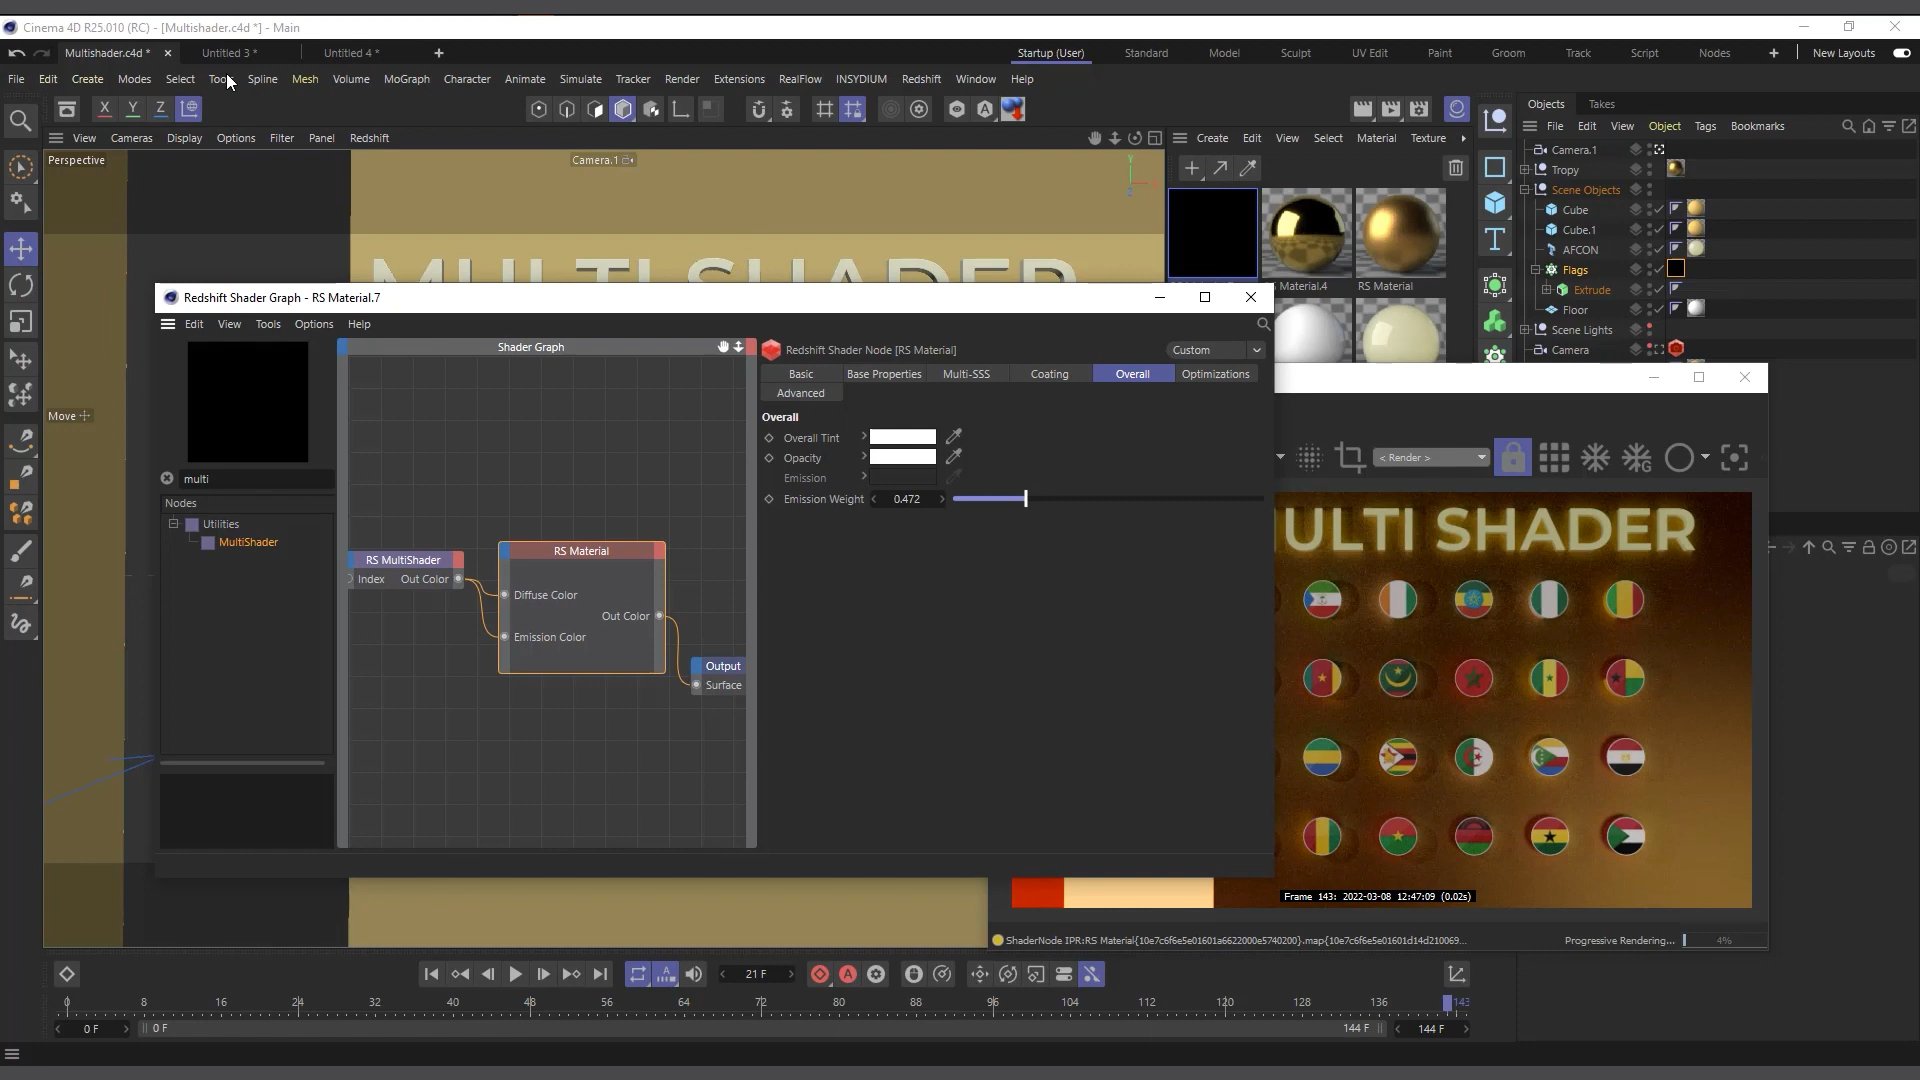 Cinema 4D R25.010 (RC) - [Multishader.c4d *] - Main
Multishader.c4d * × Untitled 3 * Untitled 4 * +
Startup (User) Standard Model Sculpt UV Edit Paint Groom Track Script Nodes + New Layouts
File Edit Create Modes Select Spline Mesh Volume MoGraph Character Animate Simulate Tracker Render Extensions RealFlow INSYDIUM Redshift Window Help
X Y Z
View Cameras Display Options Filter Panel Redshift
Create Edit View Select Material Texture
Objects Takes
File Edit View Object Tags Bookmarks
Perspective
Camera.1
Camera.1
Tropy
Scene Objects
Cube
Cube.1
AFCON
Flags
Extrude
Floor
Scene Lights
Camera
Material.4
RS Material
Move
MULTI SHADER
Redshift Shader Graph - RS Material.7
Edit View Tools Options Help
multi
Nodes
Utilities
MultiShader
Shader Graph
RS MultiShader
Index Out Color
RS Material
Diffuse Color
Out Color
Emission Color
Output
Surface
Redshift Shader Node [RS Material]
Custom
Basic Base Properties Multi-SSS Coating Overall Optimizations
Advanced
Overall
Overall Tint
Opacity
Emission
Emission Weight 0.472
< Render >
ULTI SHADER
Frame 143: 2022-03-08 12:47:09 (0.02s)
ShaderNode IPR:RS Material{10e7c6f6e5e01601a6622000e5740200}.map{10e7c6f6e5e01601d14d210069...
Progressive Rendering... 4%
21 F
0 8 16 24 32 40 48 56 64 72 80 88 96 104 112 120 128 136 143
0 F 0 F 144 F 144 F